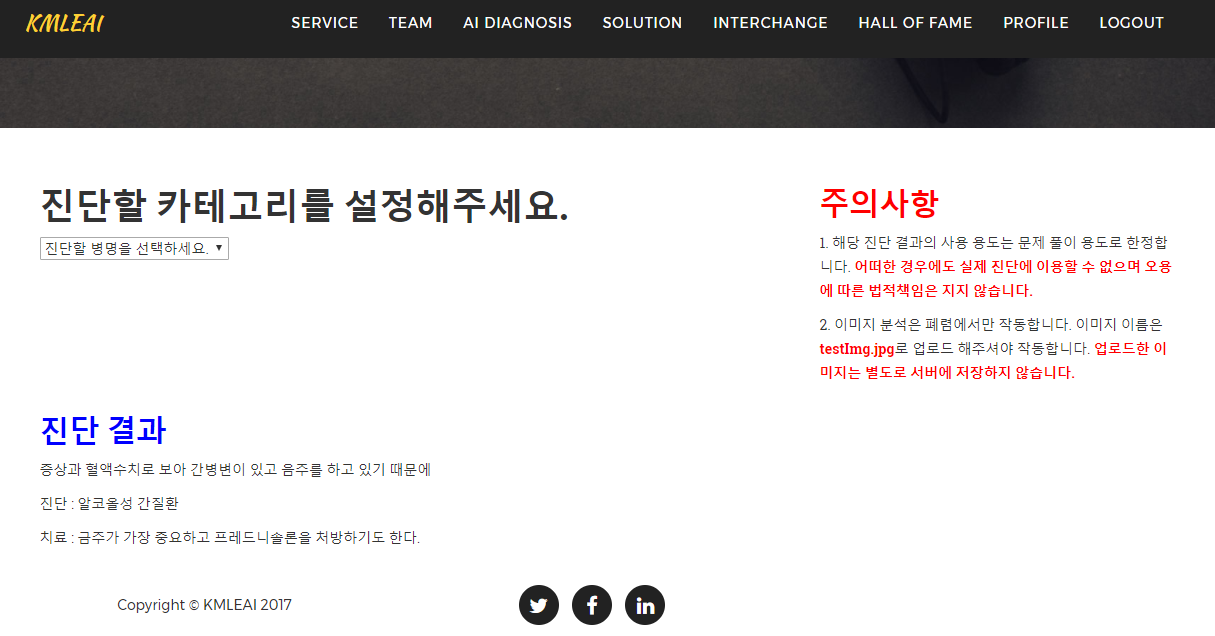 KMLEAI
SERVICE TEAM AI DIAGNOSIS SOLUTION INTERCHANGE HALL OF FAME PROFILE LOGOUT
진단할 카테고리를 설정해주세요.
진단할 병명을 선택하세요.
주의사항
1. 해당 진단 결과의 사용 용도는 문제 풀이 용도로 한정합
니다. 어떠한 경우에도 실제 진단에 이용할 수 없으며 오용
에 따른 법적책임은 지지 않습니다.
2. 이미지 분석은 폐렴에서만 작동합니다. 이미지 이름은
testImg.jpg로 업로드 해주셔야 작동합니다. 업로드한 이
미지는 별도로 서버에 저장하지 않습니다.
진단 결과
증상과 혈액수치로 보아 간병변이 있고 음주를 하고 있기 때문에
진단 : 알코올성 간질환
치료 : 금주가 가장 중요하고 프레드니솔론을 처방하기도 한다.
Copyright © KMLEAI 2017